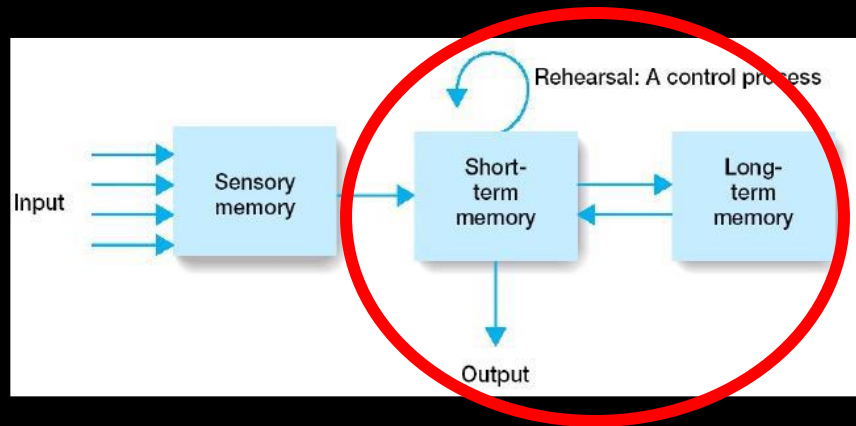 Rehearsal: A control process
Input
Sensory
memory
Short-
term
memory
Long-
term
memory
Output